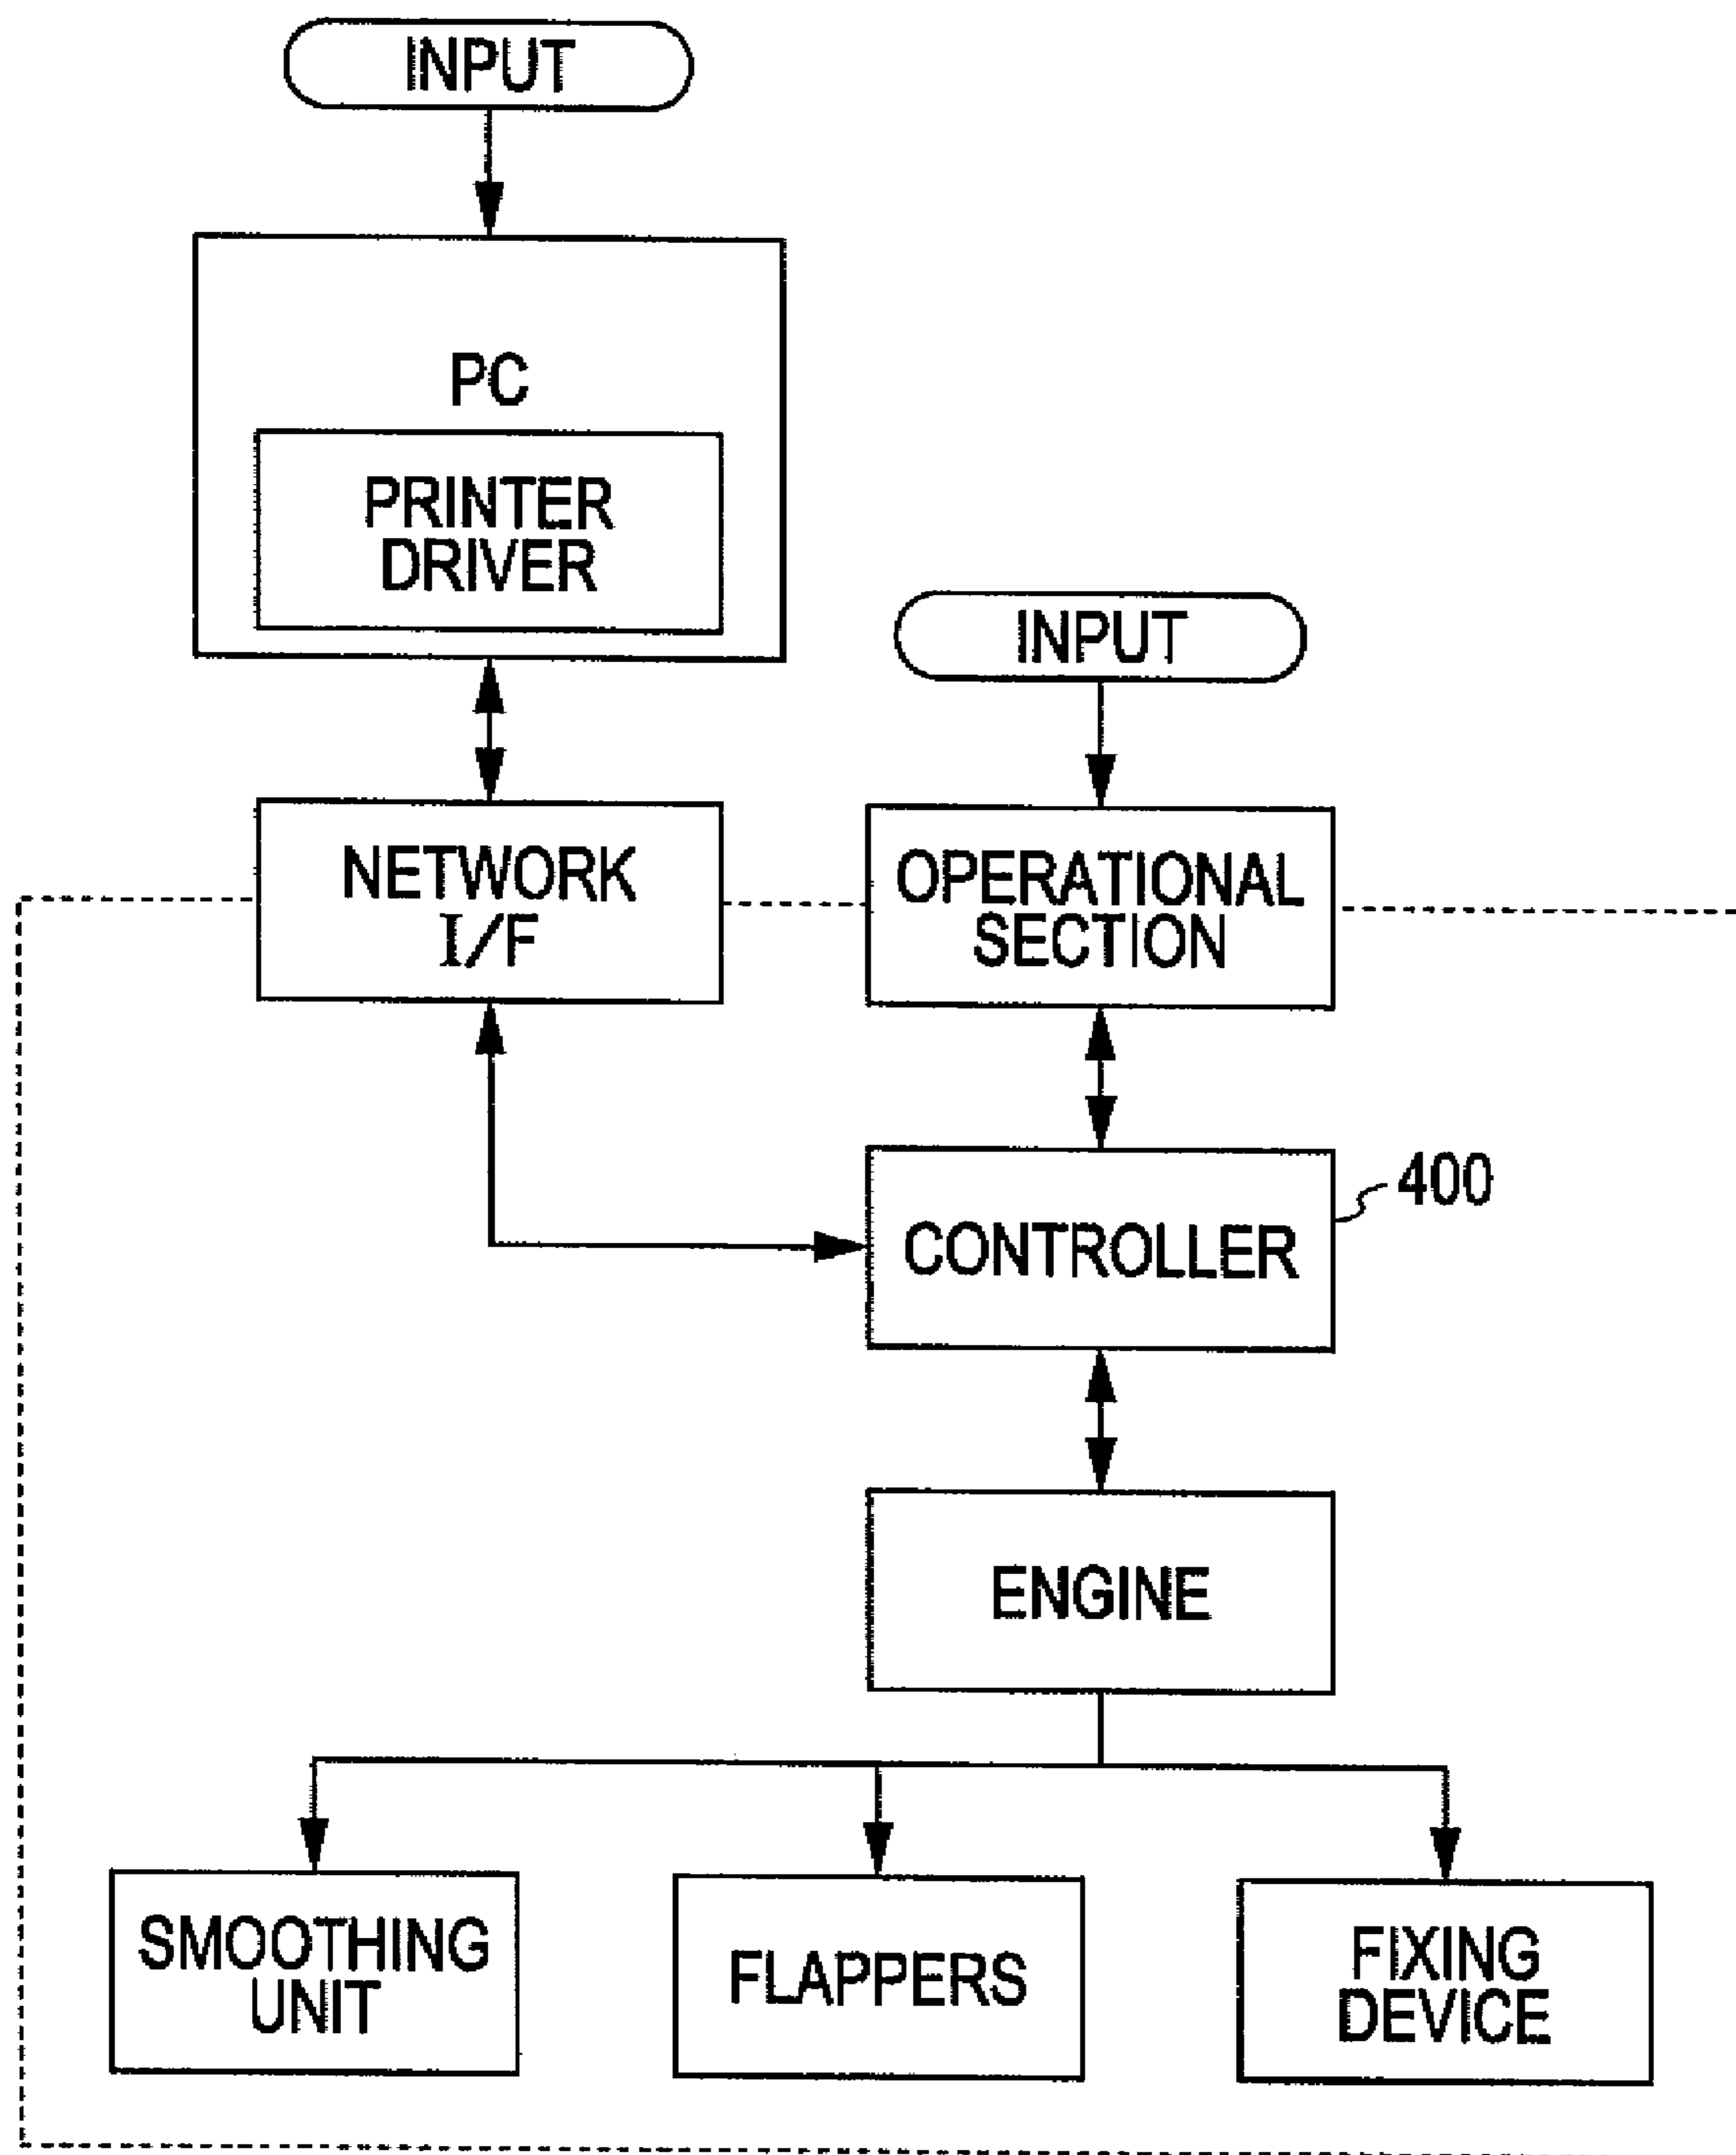 INPUT
PC
PRINTER
DRIVER
INPUT
NETWORK
I/F
OPERATIONAL
SECTION
400
CONTROLLER
ENGINE
SMOOTHING
UNIT
FLAPPERS
FIXING
DEVICE